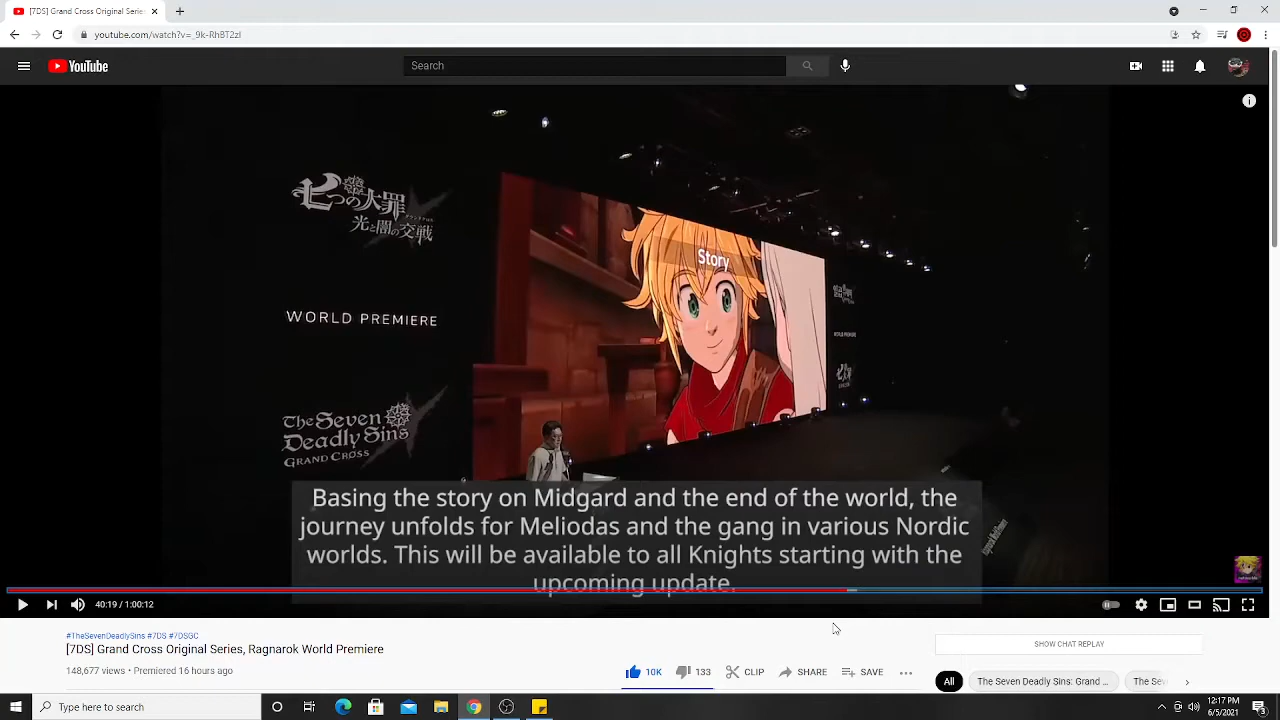 [7DS] Grand Cross Original Series
youtube.com/watch?v=_9k-RhBT2zI
YouTube
Search
七つの大罪
光と闇の交戦
WORLD PREMIERE
The Seven
Deadly Sins
GRAND CROSS
Story
WORLD PREMIERE
Basing the story on Midgard and the end of the world, the
journey unfolds for Meliodas and the gang in various Nordic
worlds. This will be available to all Knights starting with the
upcoming update.
40:19 / 1:00:12
#TheSevenDeadlySins #7DS #7DSGC
[7DS] Grand Cross Original Series, Ragnarok World Premiere
148,677 views • Premiered 16 hours ago
10K
133
CLIP
SHARE
SAVE
SHOW CHAT REPLAY
All
The Seven Deadly Sins: Grand ...
The Sev
Type here to search
12:17 PM
6/5/2021
3